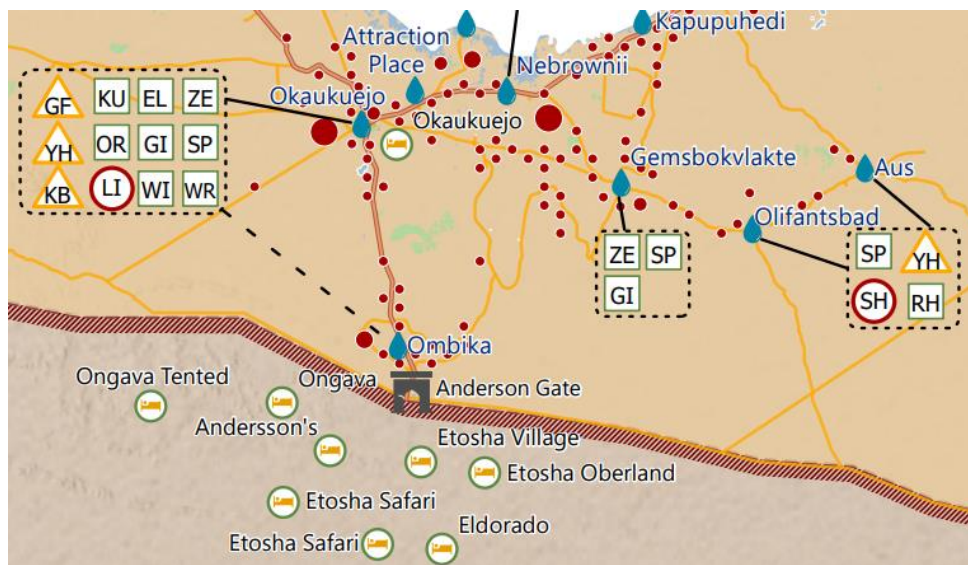 Attraction
Place
Kapupuhedi
Nebrownii
Okaukuejo
Okaukuejo
GF KU EL ZE
YH OR GI SP
KB LI WI WR
Gemsbokvlakte
Aus
Olifantsbad
ZE SP
GI
SP YH
SH RH
Ombika
Anderson Gate
Ongava Tented
Ongava
Andersson's
Etosha Village
Etosha Oberland
Etosha Safari
Etosha Safari
Eldorado